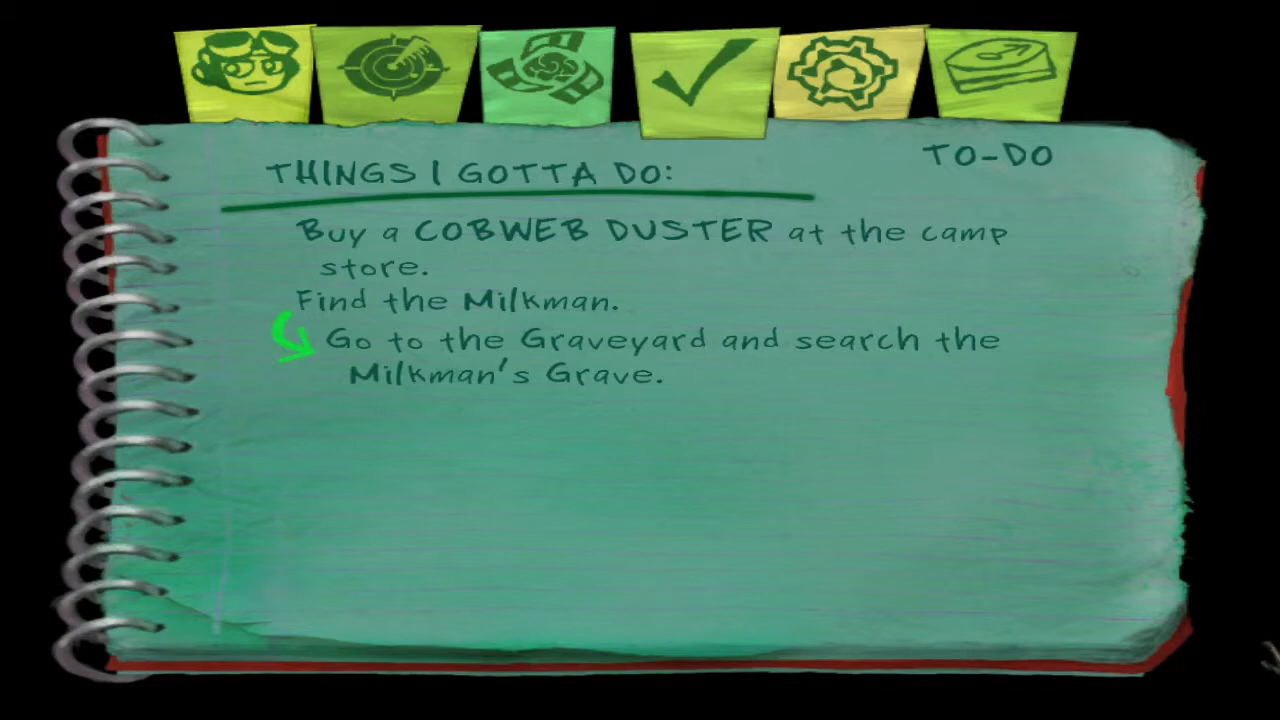 TO-DO
THINGS I GOTTA DO:
Buy a COBWEB DUSTER at the camp
store.
Find the Milkman.
Go to the Graveyard and search the
Milkman's Grave.